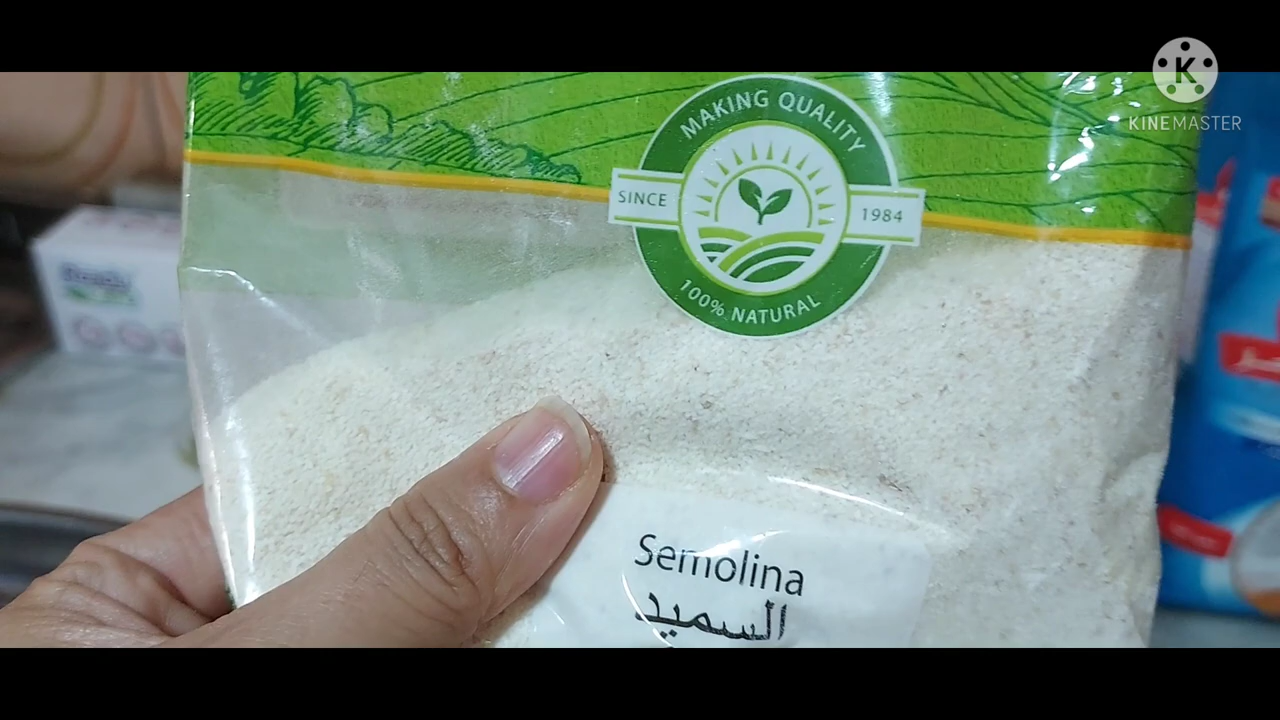 KINEMASTER
MAKING QUALITY
SINCE
1984
100% NATURAL
Semolina
السميد